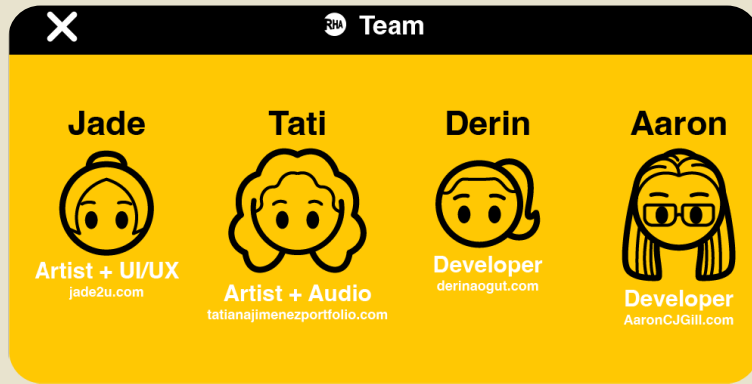 RHA Team
Jade
Artist + UI/UX
jade2u.com
Tati
Artist + Audio
tatianajimenezportfolio.com
Derin
Developer
derinaogut.com
Aaron
Developer
AaronCJGill.com